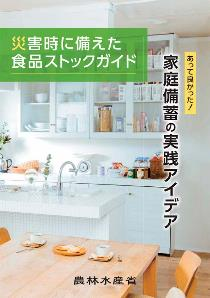 災害時に備えた
食品ストックガイド
あって良かった！
家庭備蓄の実践アイデア
農林水産省